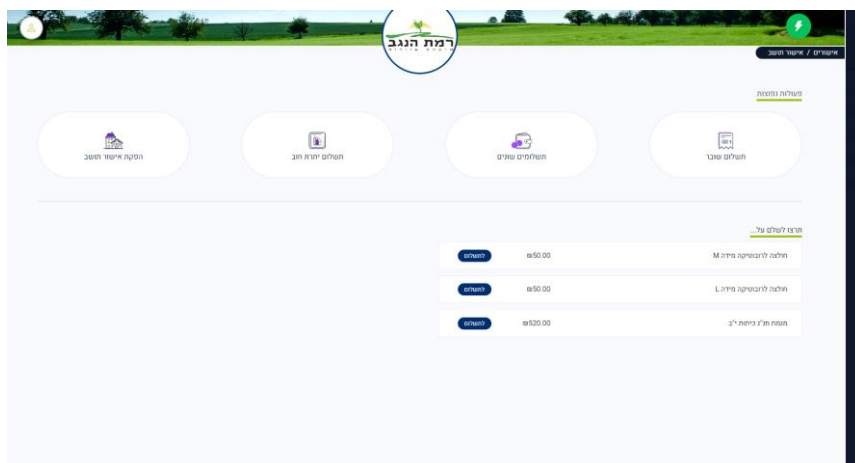 רמת הנגב
אישורים / אישור תושב
פעולות נפוצות
תשלום שובר
תשלומים שונים
תשלום יתרת חוב
הפקת אישור תושב
תרצו לשלם על...
חולצה לרובוטיקה מידה M
₪50.00
לתשלום
חולצה לרובוטיקה מידה L
₪50.00
לתשלום
מגמת חנ"ג כיתות י"ב
₪520.00
לתשלום